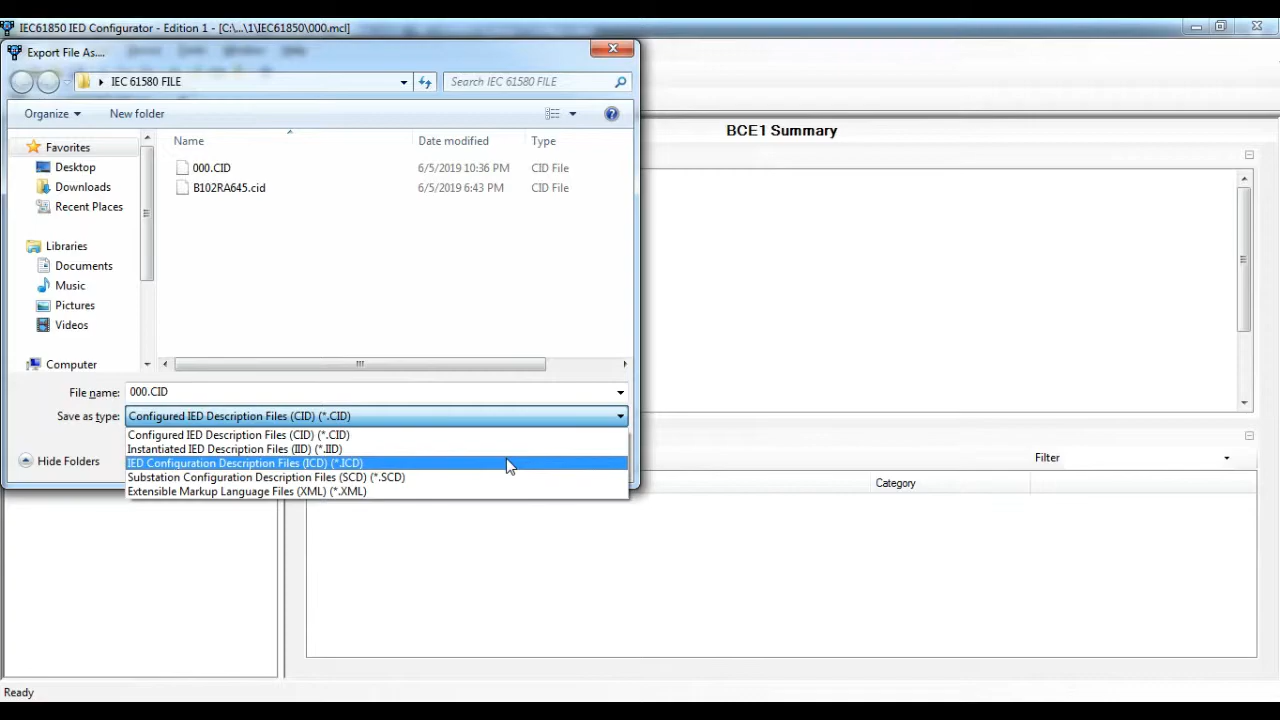 IEC61850 IED Configurator - Edition 1 - [C:\...\1\IEC61850\000.mcl]
Export File As....
IEC 61580 FILE
Search IEC 61580 FILE
Organize
New folder
Name
Date modified
Type
Favorites
Desktop
Downloads
Recent Places
Libraries
Documents
Music
Pictures
Videos
Computer
000.CID 6/5/2019 10:36 PM CID File
B102RA645.cid 6/5/2019 6:43 PM CID File
File name: 000.CID
Save as type: Configured IED Description Files (CID) (*.CID)
Configured IED Description Files (CID) (*.CID)
Instantiated IED Description Files (IID) (*.IID)
IED Configuration Description Files (ICD) (*.ICD)
Substation Configuration Description Files (SCD) (*.SCD)
Extensible Markup Language Files (XML) (*.XML)
Hide Folders
BCE1 Summary
Filter
Category
Ready